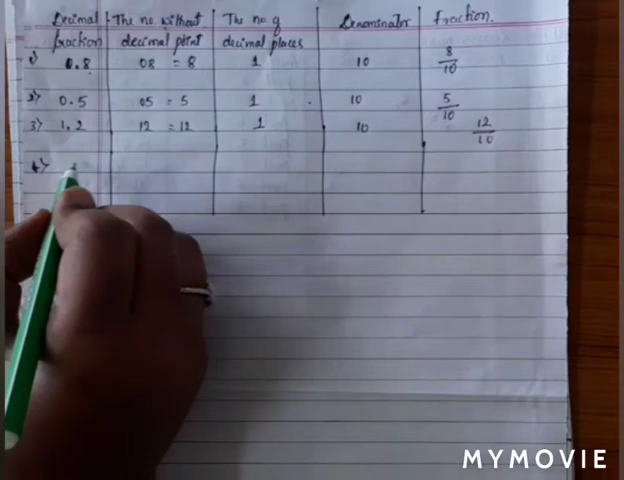 Decimal The no. without The no. of Denominator Fraction.
fraction decimal point decimal places
1) 0.8 08 = 8 1 10 8/10
2) 0.5 05 = 5 1 10 5/10
3) 1.2 12 = 12 1 10 12/10
4)
MYMOVIE